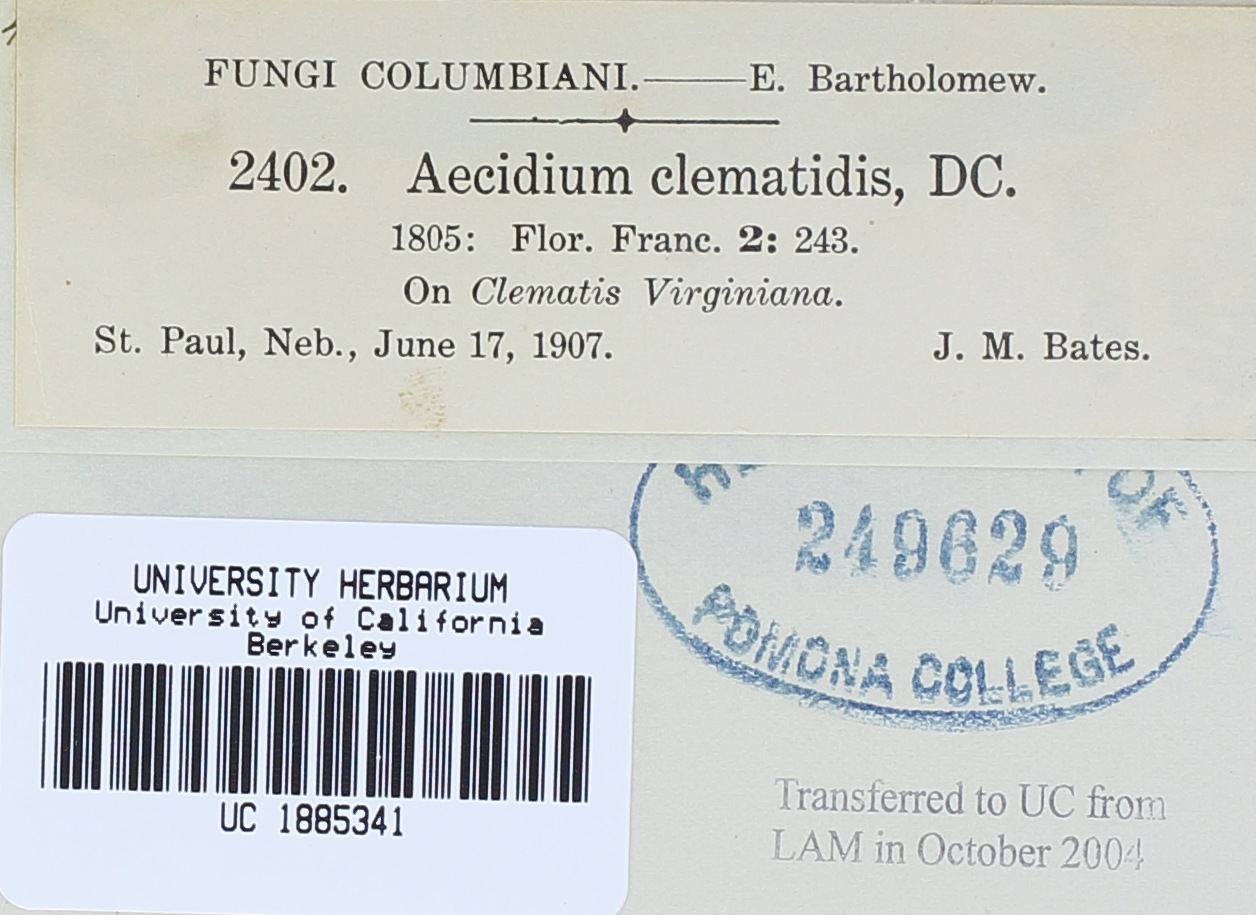 FUNGI COLUMBIANI.——E. Bartholomew.
2402. Aecidium clematidis, DC.
1805: Flor. Franc. 2: 243.
On Clematis Virginiana.
St. Paul, Neb., June 17, 1907. J. M. Bates.
OF
249629
POMONA COLLEGE
UNIVERSITY HERBARIUM
University of California
Berkeley
UC 1885341
Transferred to UC from
LAM in October 2004